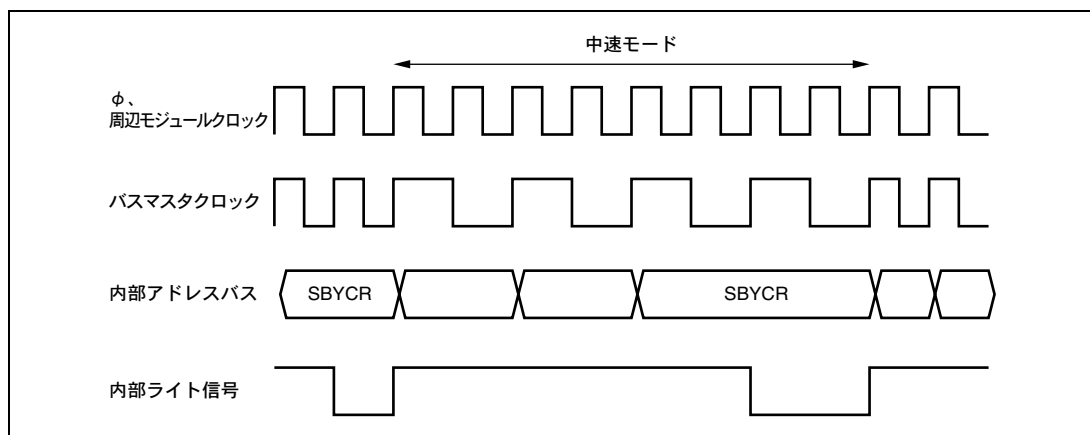 中速モード
φ、
周辺モジュールクロック
バスマスタクロック
内部アドレスバス
SBYCR
SBYCR
内部ライト信号